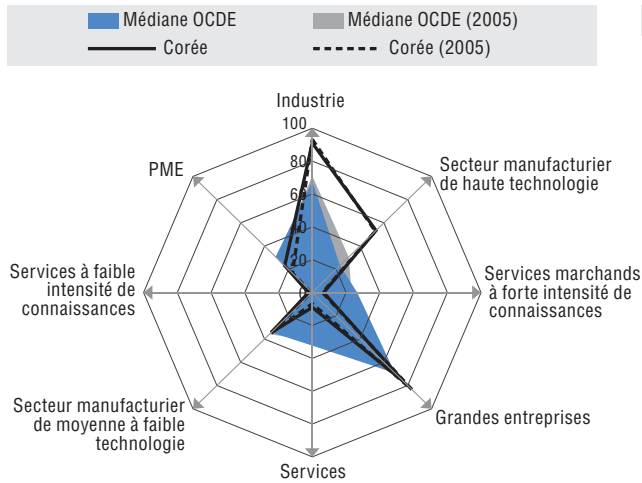 Médiane OCDE
Médiane OCDE (2005)
Corée
Corée (2005)
Industrie
100
80
60
40
20
0
PME
Secteur manufacturier
de haute technologie
Services à faible
intensité de
connaissances
Services marchands
à forte intensité de
connaissances
Secteur manufacturier
de moyenne à faible
technologie
Grandes entreprises
Services